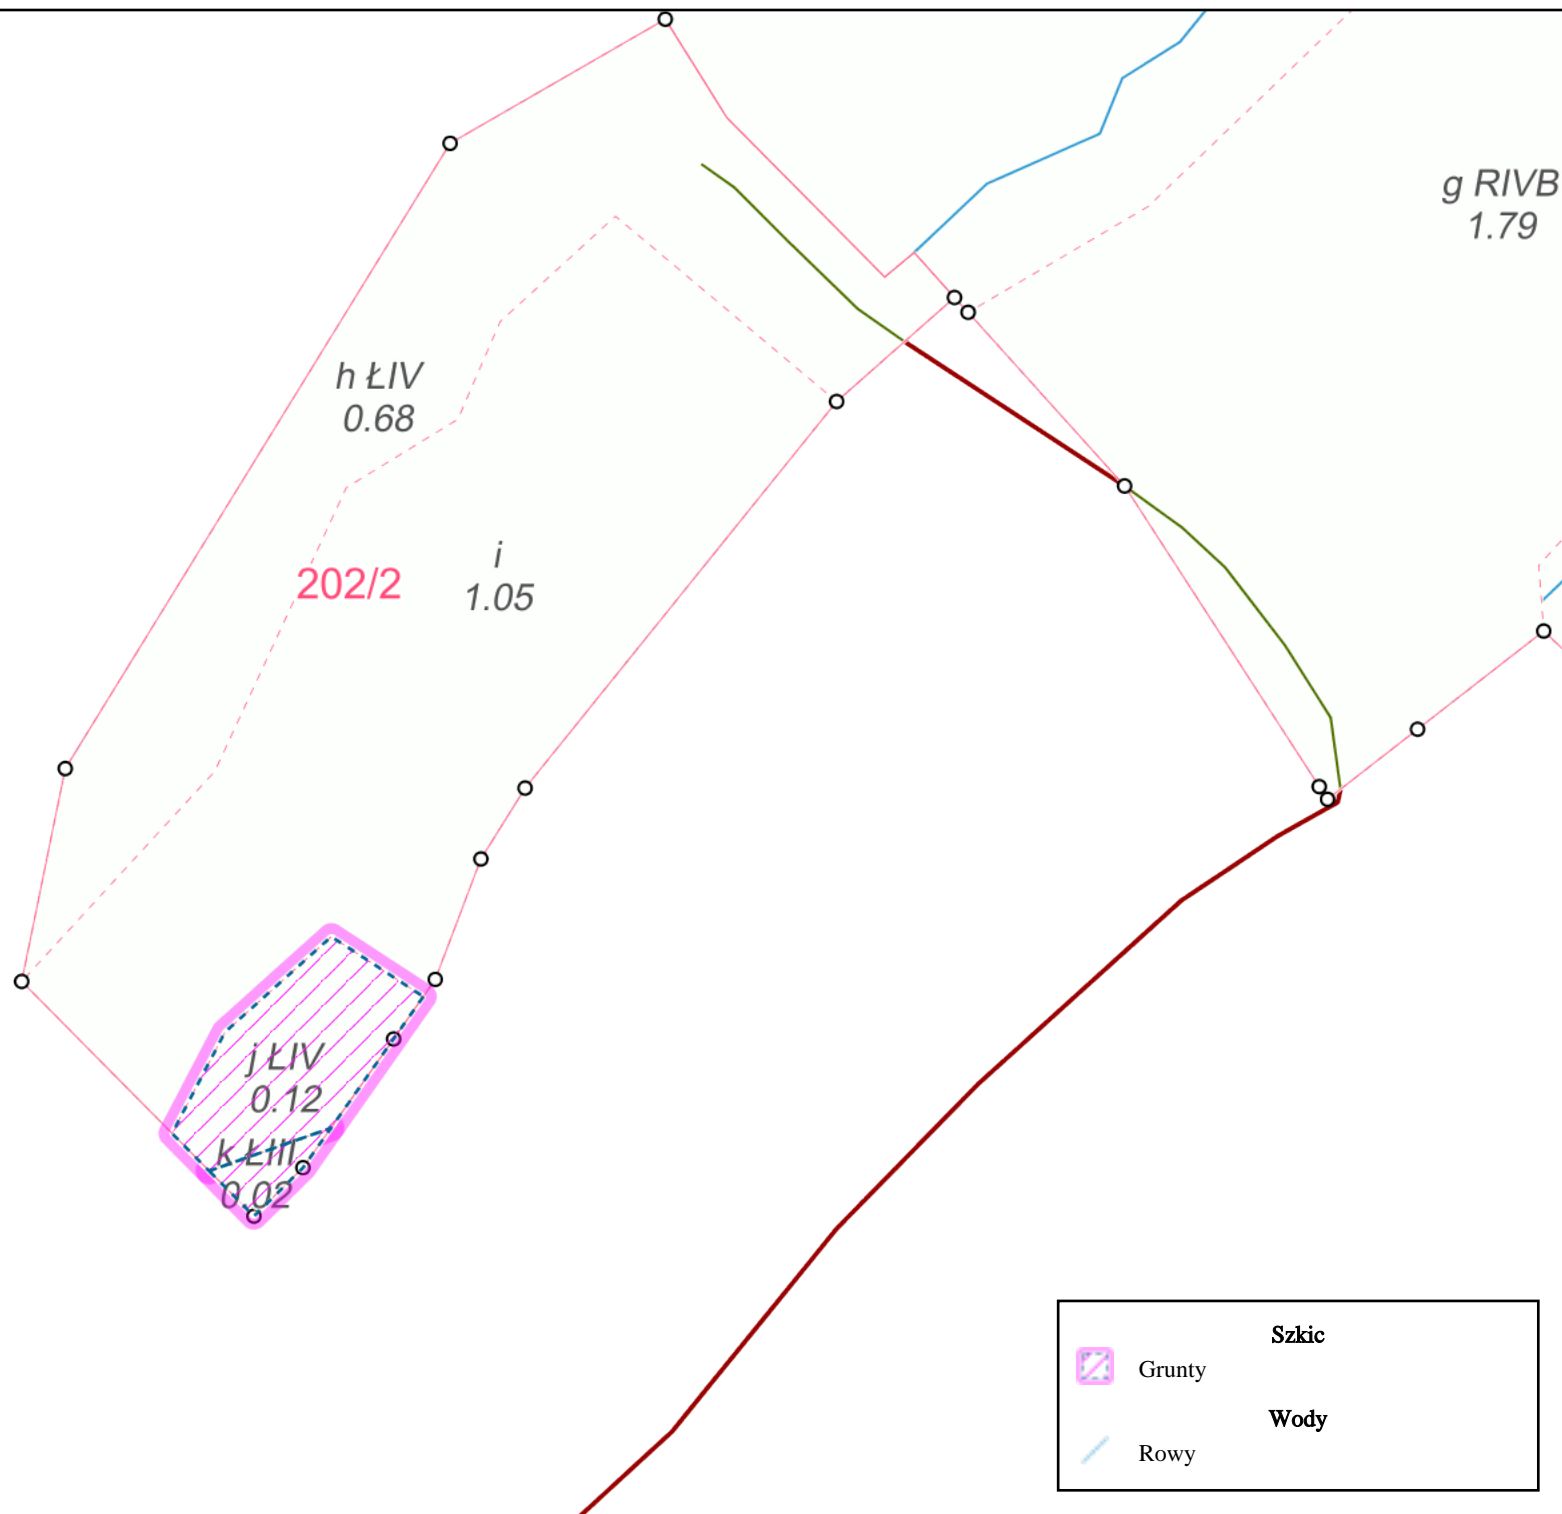 g RIVB
1.79
h ŁIV
0.68
i
1.05
202/2
j ŁIV
0.12
k ŁIII
0.02
Szkic
Grunty
Wody
Rowy